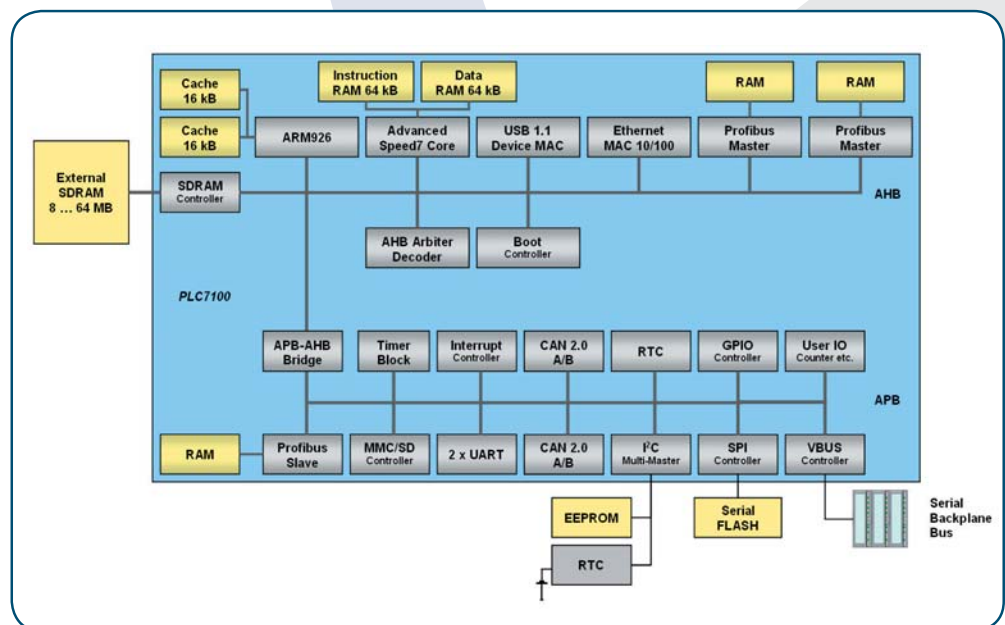 Cache
16 kB
Instruction
RAM 64 kB
Data
RAM 64 kB
RAM
RAM
Cache
16 kB
ARM926
Advanced
Speed7 Core
USB 1.1
Device MAC
Ethernet
MAC 10/100
Profibus
Master
Profibus
Master
External
SDRAM
8 ... 64 MB
SDRAM
Controller
AHB
AHB Arbiter
Decoder
Boot
Controller
PLC7100
APB-AHB
Bridge
Timer
Block
Interrupt
Controller
CAN 2.0
A/B
RTC
GPIO
Controller
User IO
Counter etc.
APB
RAM
Profibus
Slave
MMC/SD
Controller
2 x UART
CAN 2.0
A/B
I²C
Multi-Master
SPI
Controller
VBUS
Controller
EEPROM
Serial
FLASH
Serial
Backplane
Bus
RTC